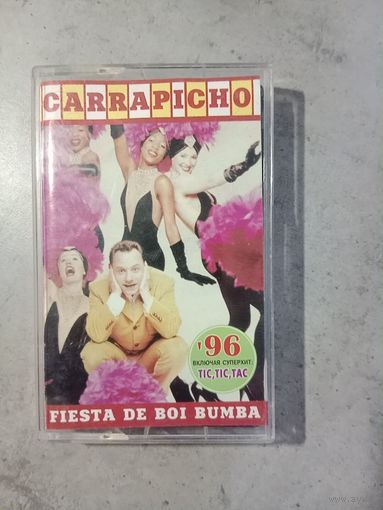 CARRAPICHO
'96
ВКЛЮЧАЯ СУПЕРХИТ:
TIC, TIC, TAC
FIESTA DE BOI BUMBA